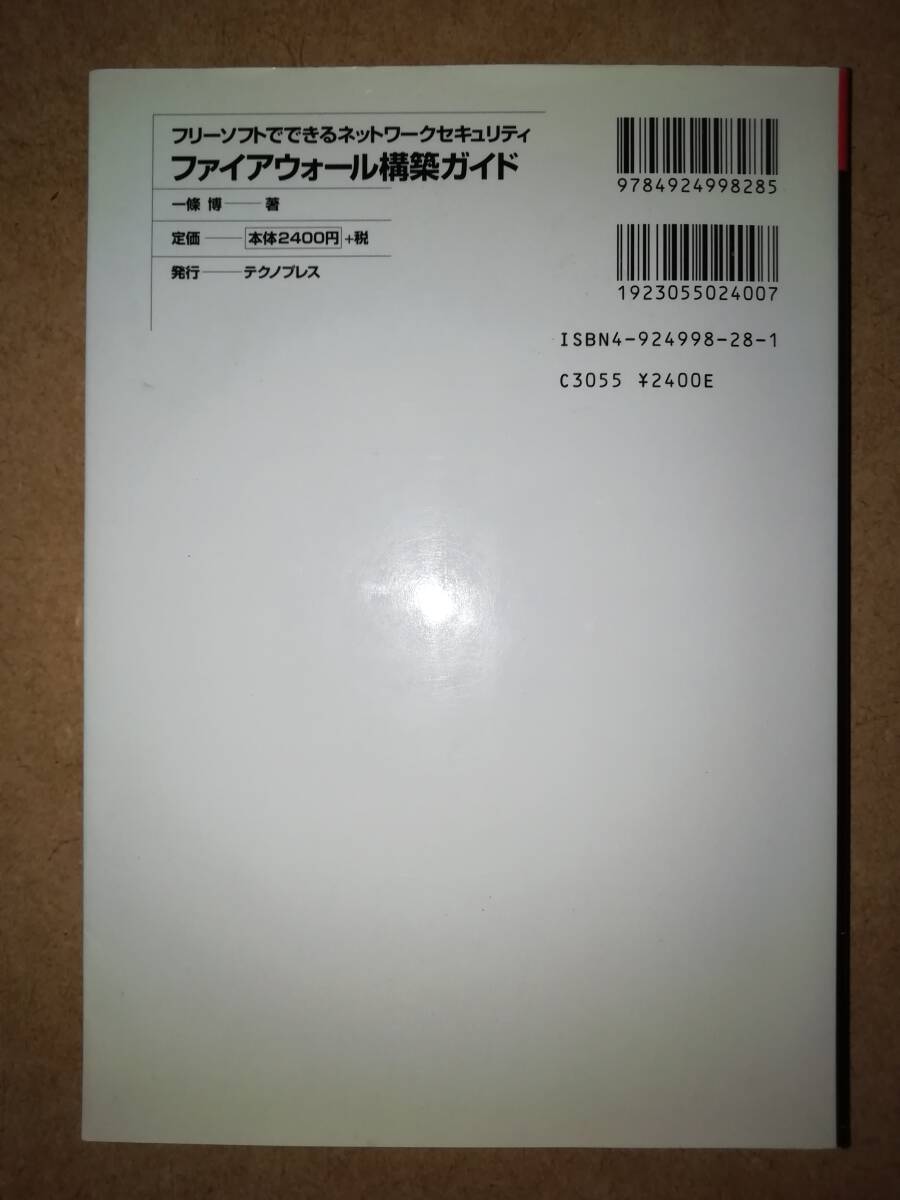 フリーソフトでできるネットワークセキュリティ
ファイアウォール構築ガイド
一條 博――著
定価――本体2400円+税
発行――テクノプレス
9784924998285
1923055024007
ISBN4-924998-28-1
C3055 ¥2400E